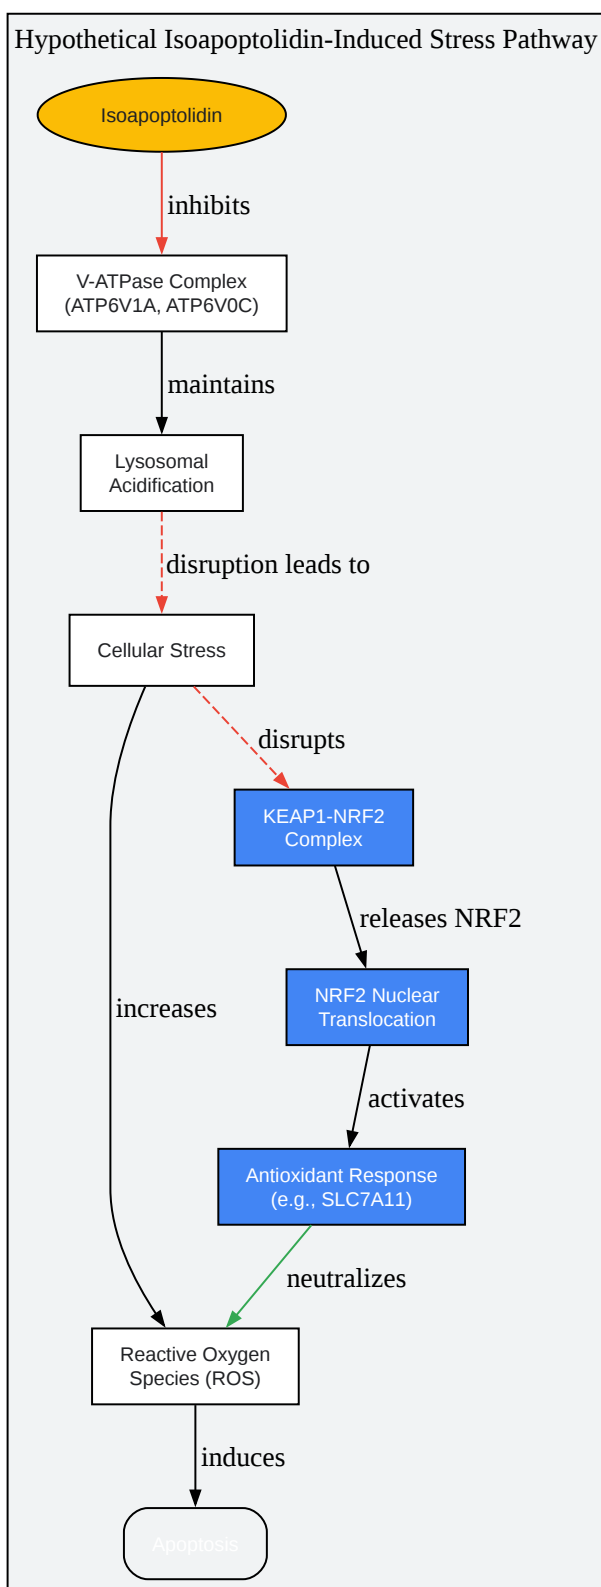 Hypothetical Isoapoptolidin-Induced Stress Pathway
Isoapoptolidin
inhibits
V-ATPase Complex
(ATP6V1A, ATP6V0C)
maintains
Lysosomal
Acidification
disruption leads to
Cellular Stress
disrupts
KEAP1-NRF2
Complex
releases NRF2
NRF2 Nuclear
Translocation
increases
activates
Antioxidant Response
(e.g., SLC7A11)
neutralizes
Reactive Oxygen
Species (ROS)
induces
Apoptosis